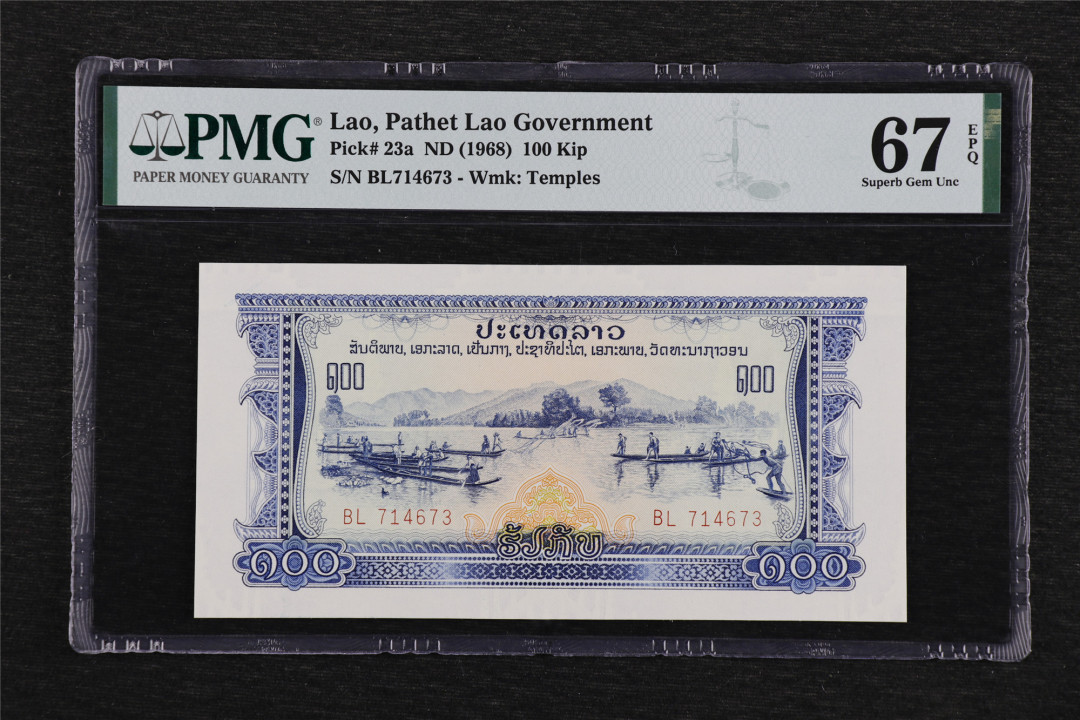 PMG®
PAPER MONEY GUARANTY
Lao, Pathet Lao Government
Pick# 23a ND (1968) 100 Kip
S/N BL714673 - Wmk: Temples
67 EPQ
Superb Gem Unc
ປະເທດລາວ
ສັນຕິພາບ, ເອກະລາດ, ເປັນກາງ, ປະຊາທິປະໄຕ, ເອກະພາບ, ວັດທະນາຖາວອນ
໑໐໐ ໑໐໐
BL 714673 BL 714673
ຮ້ອຍກີບ
໑໐໐ ໑໐໐